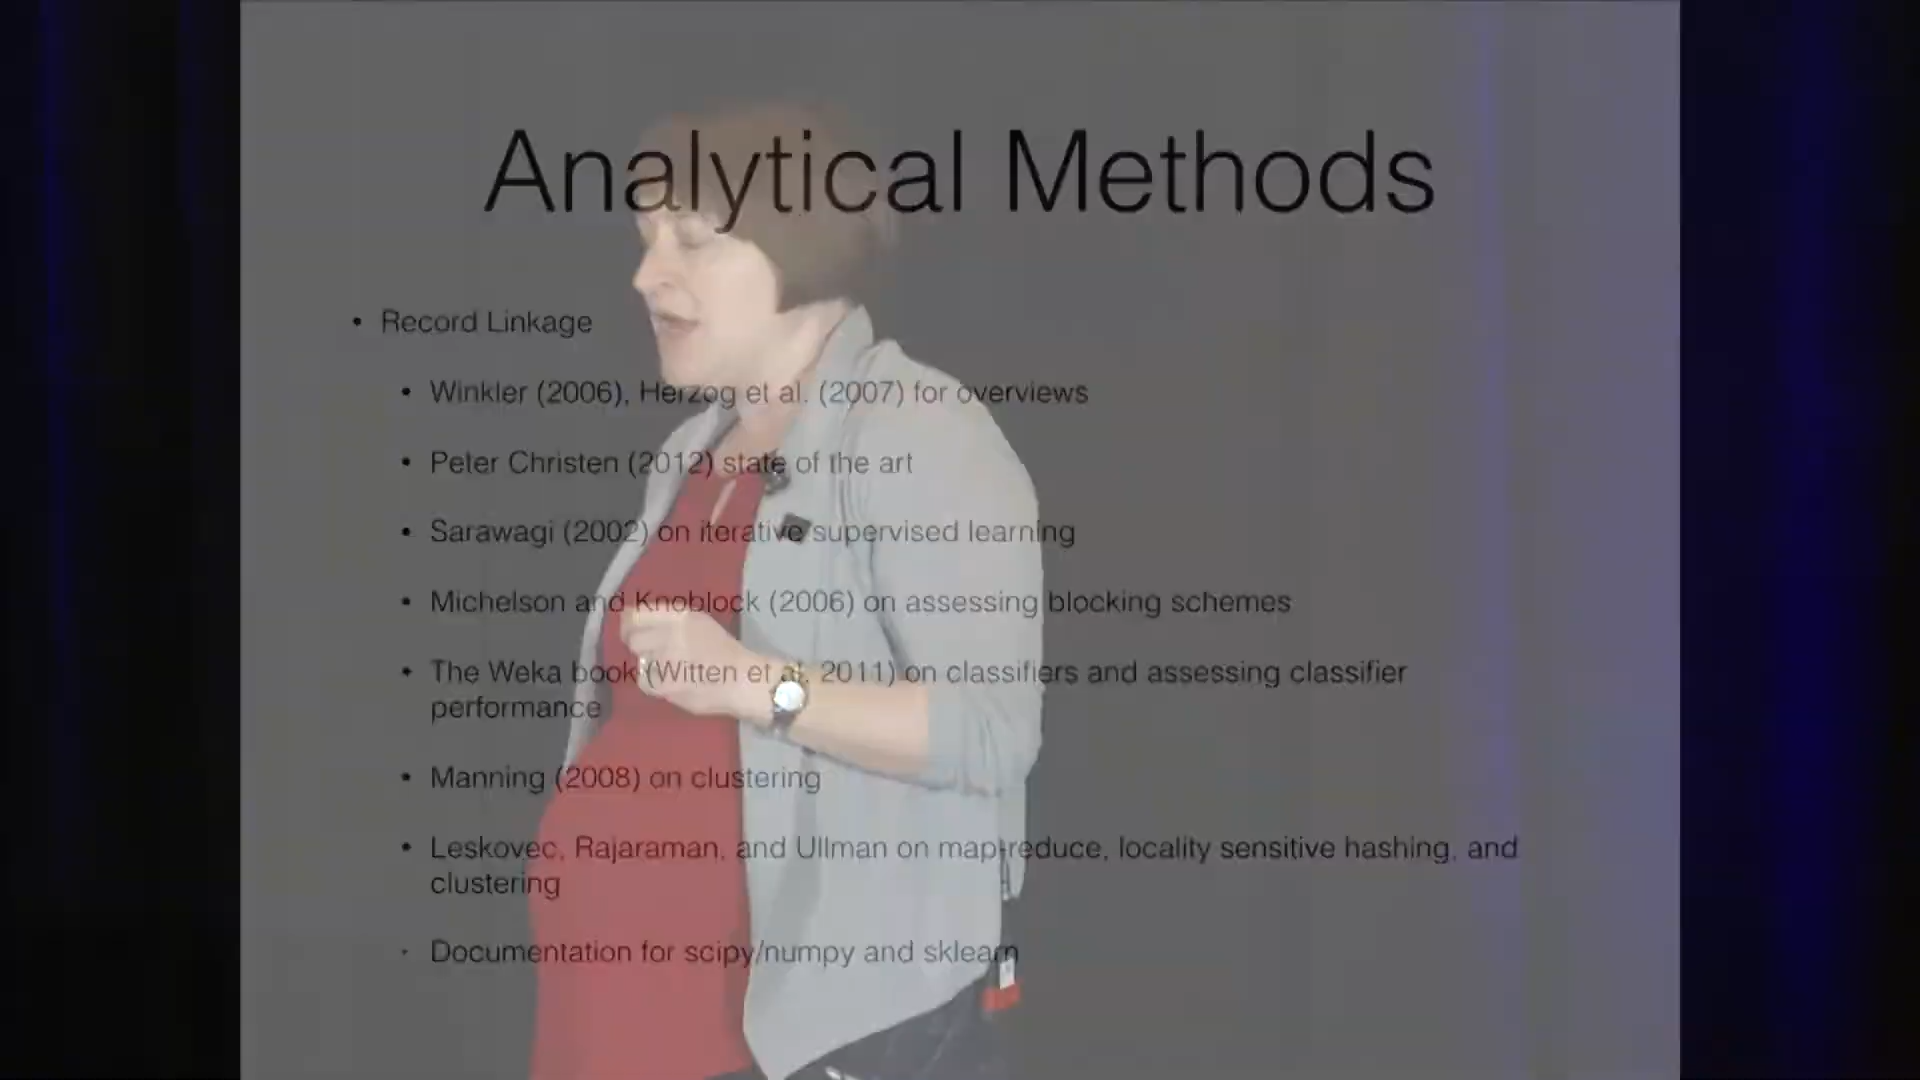 Analytical Methods
• Record Linkage
• Winkler (2006), Herzog et al. (2007) for overviews
• Peter Christen (2012) state of the art
• Sarawagi (2002) on iterative supervised learning
• Michelson and Knoblock (2006) on assessing blocking schemes
• The Weka book (Witten et al. 2011) on classifiers and assessing classifier
performance
• Manning (2008) on clustering
• Leskovec, Rajaraman, and Ullman on map-reduce, locality sensitive hashing, and
clustering
• Documentation for scipy/numpy and sklearn